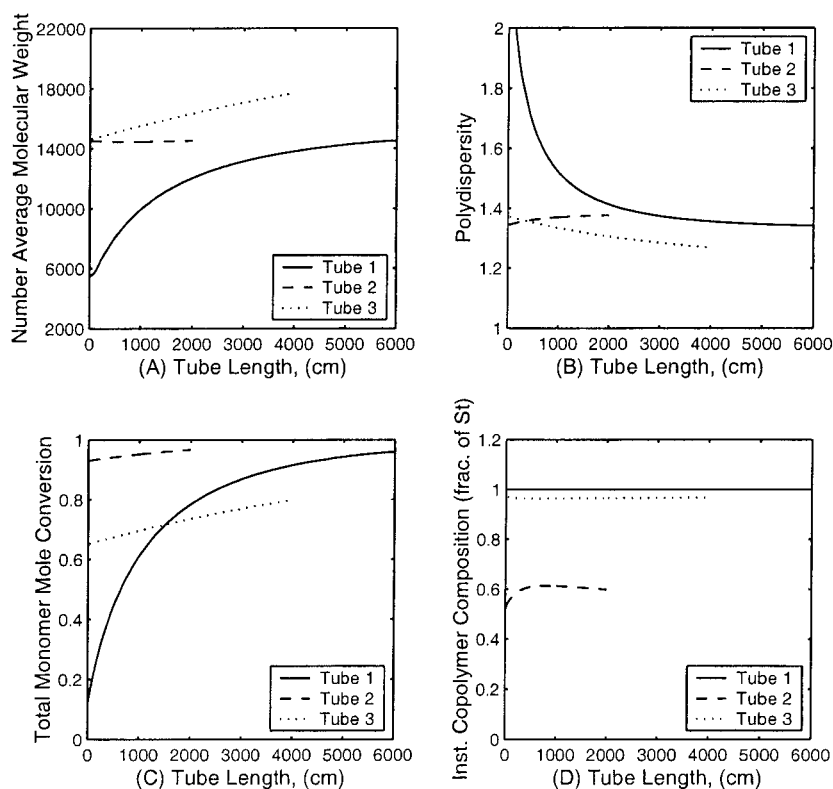 Number Average Molecular Weight
22000
18000
14000
10000
6000
2000
Tube 1
Tube 2
Tube 3
0 1000 2000 3000 4000 5000 6000
(A) Tube Length, (cm)
Polydispersity
2
1.8
1.6
1.4
1.2
1
Tube 1
Tube 2
Tube 3
0 1000 2000 3000 4000 5000 6000
(B) Tube Length, (cm)
Total Monomer Mole Conversion
1
0.8
0.6
0.4
0.2
0
Tube 1
Tube 2
Tube 3
0 1000 2000 3000 4000 5000 6000
(C) Tube Length, (cm)
Inst. Copolymer Composition (frac. of St)
1.2
1
0.8
0.6
0.4
0.2
0
Tube 1
Tube 2
Tube 3
0 1000 2000 3000 4000 5000 6000
(D) Tube Length, (cm)